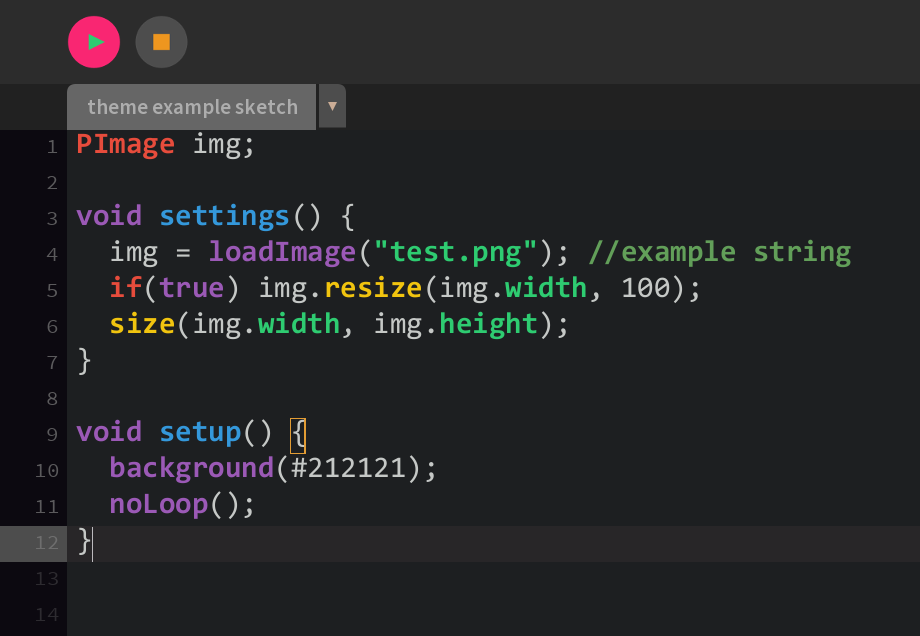 theme example sketch
1 PImage img;
2
3 void settings() {
4   img = loadImage("test.png"); //example string
5   if(true) img.resize(img.width, 100);
6   size(img.width, img.height);
7 }
8
9 void setup() {
10   background(#212121);
11   noLoop();
12 }
13
14